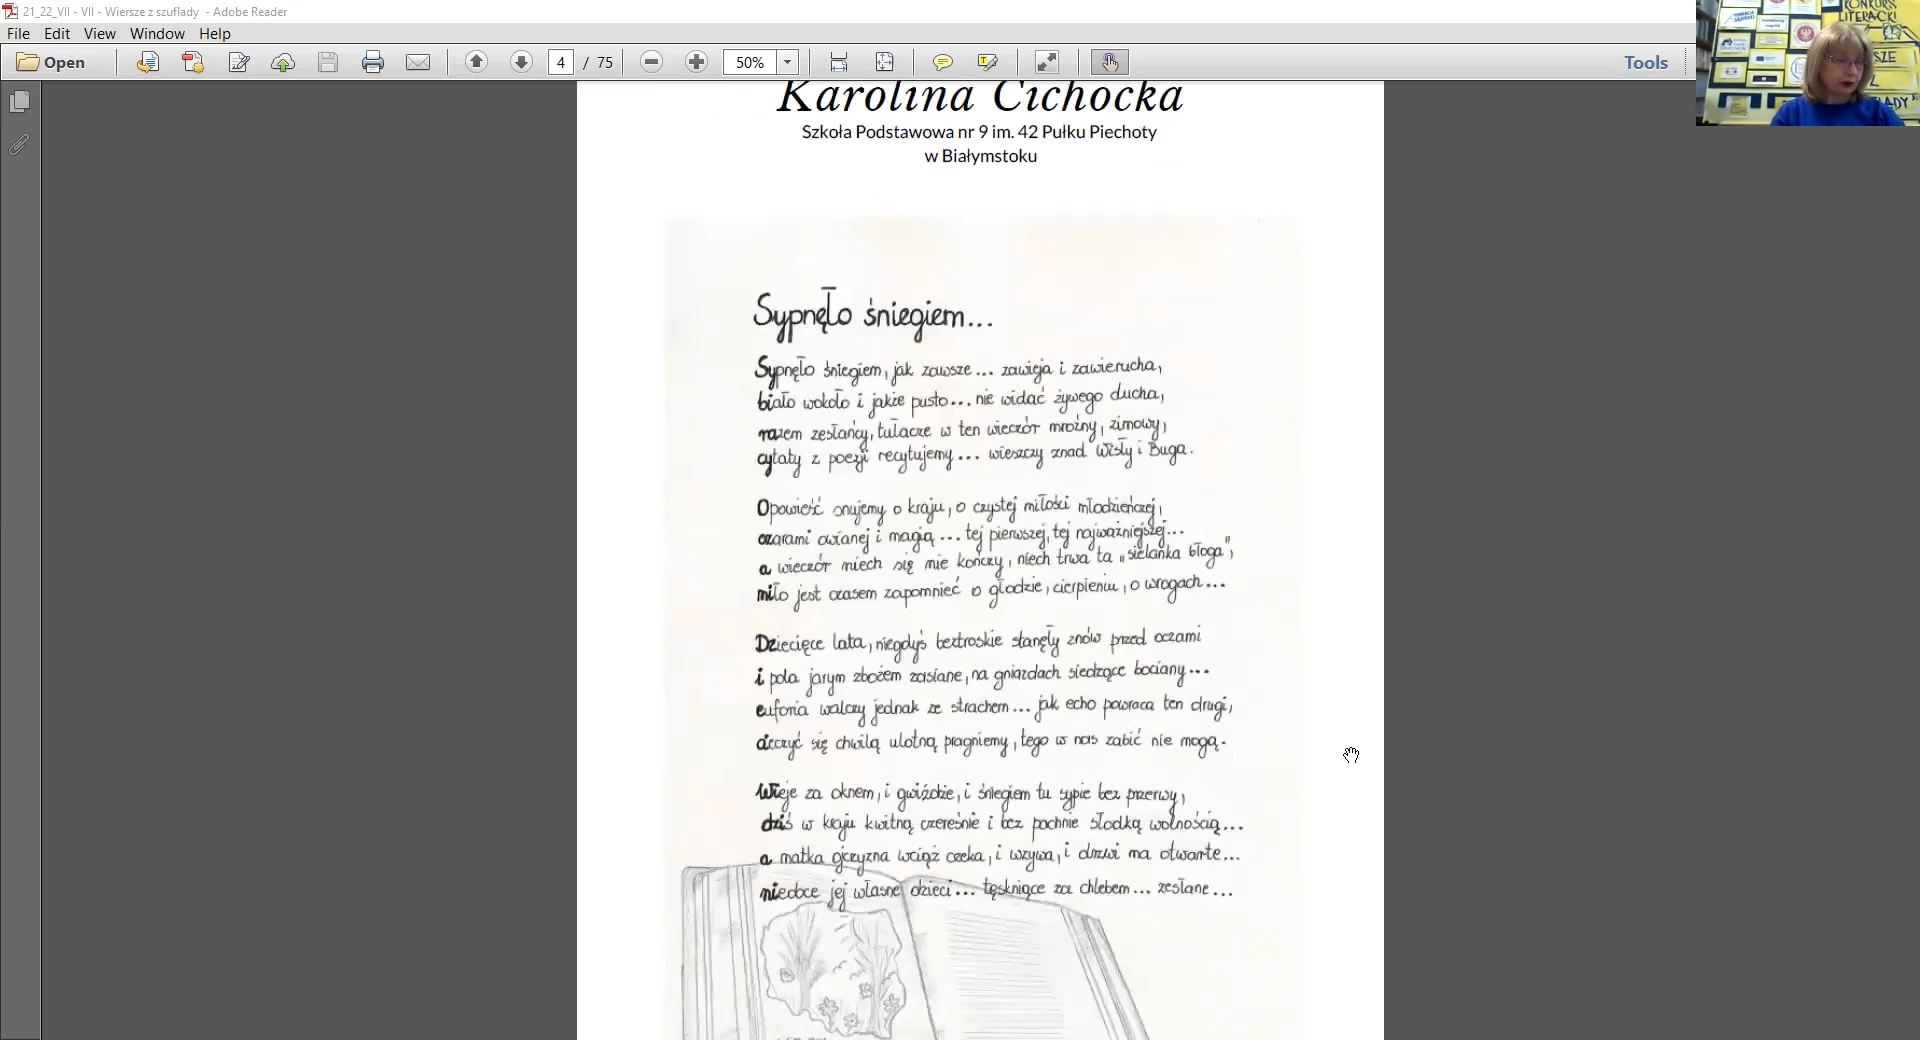 21_22_VII - VII - Wiersze z szuflady - Adobe Reader
File Edit View Window Help
Open 4 / 75 50% Tools
KONKURS
LITERACKI
Karolina Cichocka
Szkoła Podstawowa nr 9 im. 42 Pułku Piechoty
w Białymstoku
Sypnęło śniegiem...
Sypnęło śniegiem, jak zawsze... zawieja i zawierucha,
biało wokoło i jakże pusto... nie widać żywego ducha,
razem zesłańcy, tułacze w ten wieczór mroźny, zimowy,
cytaty z poezji recytujemy... wieszczy znad Wisły i Buga.
Opowieść snujemy o kraju, o czystej miłości młodzieńczej,
czarami owianej i magią... tej pierwszej, tej najważniejszej...
a wieczór niech się nie kończy, niech trwa ta „sielanka błoga",
miło jest czasem zapomnieć o głodzie, cierpieniu, o wrogach...
Dziecięce lata, niegdyś beztroskie stanęły znów przed oczami
i pola jarym zbożem zasiane, na gniazdach siedzące bociany...
euforia walczy jednak ze strachem... jak echo powraca ten drugi,
cieszyć się chwilą ulotną pragniemy, tego w nas zabić nie mogą.
Wieje za oknem, i gwiżdże, i śniegiem tu sypie bez przerwy,
dziś w kraju kwitną czereśnie i bez pachnie słodką wolnością...
a matka ojczyzna wciąż czeka, i wzywa, i drzwi ma otwarte...
jej własne dzieci... tęskniące za chlebem... zesłane...